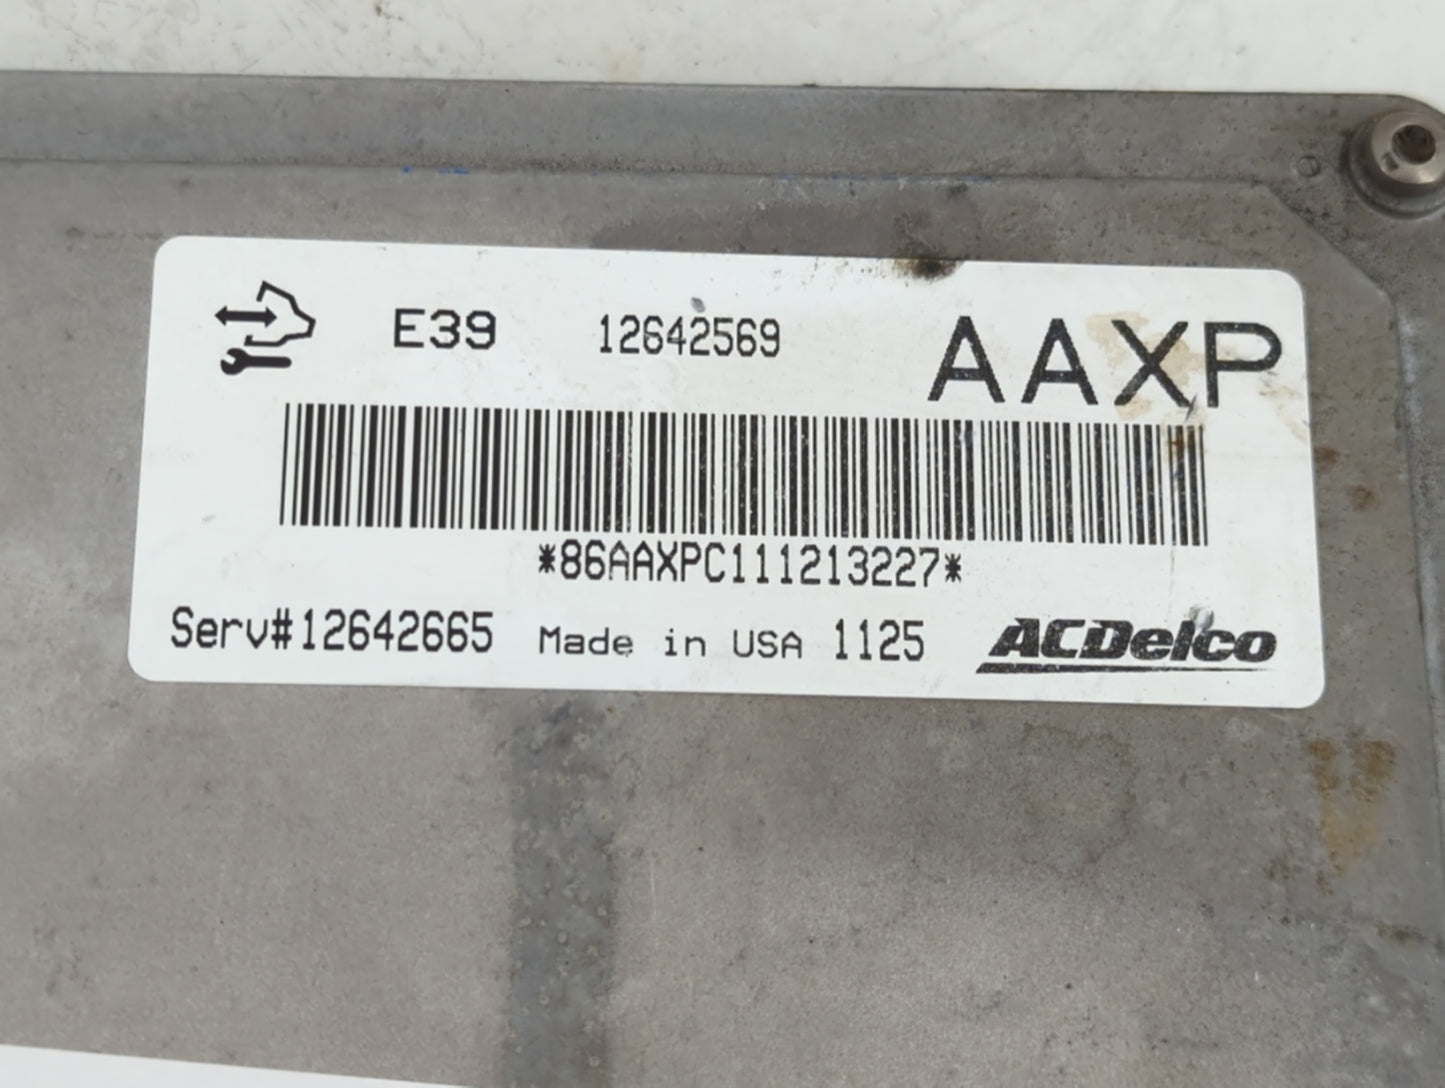 E39 12642569 AAXP
*86AAXPC111213227*
Serv#12642665 Made in USA 1125 ACDelco